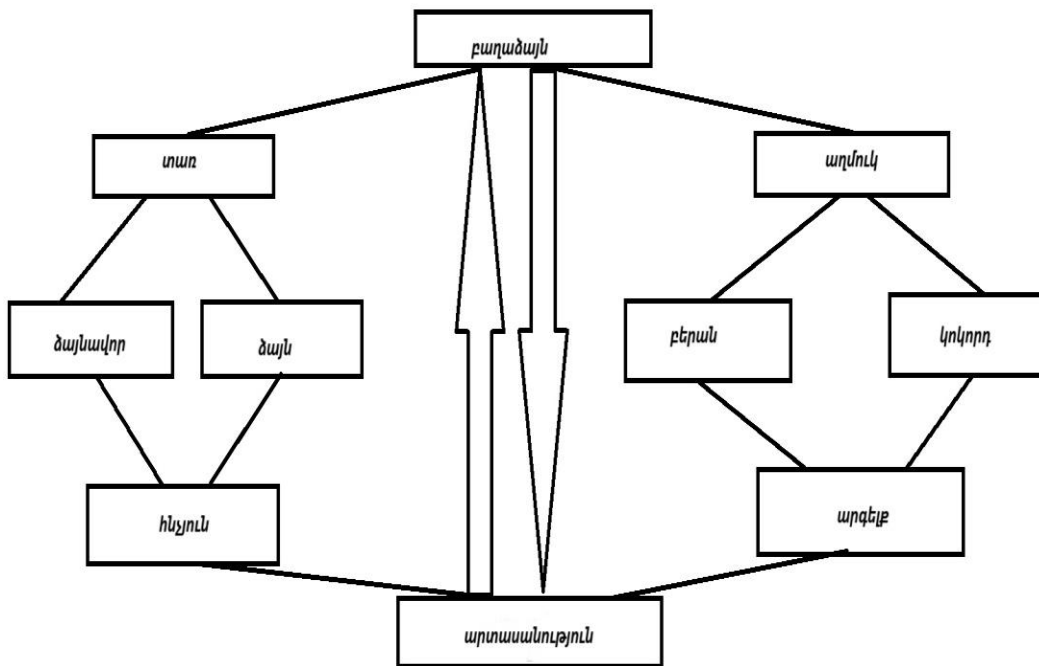 բաղաձայն
տառ
աղմուկ
ձայնավոր
ձայն
բերան
կոկորդ
հնչյուն
արգելք
արտասանություն